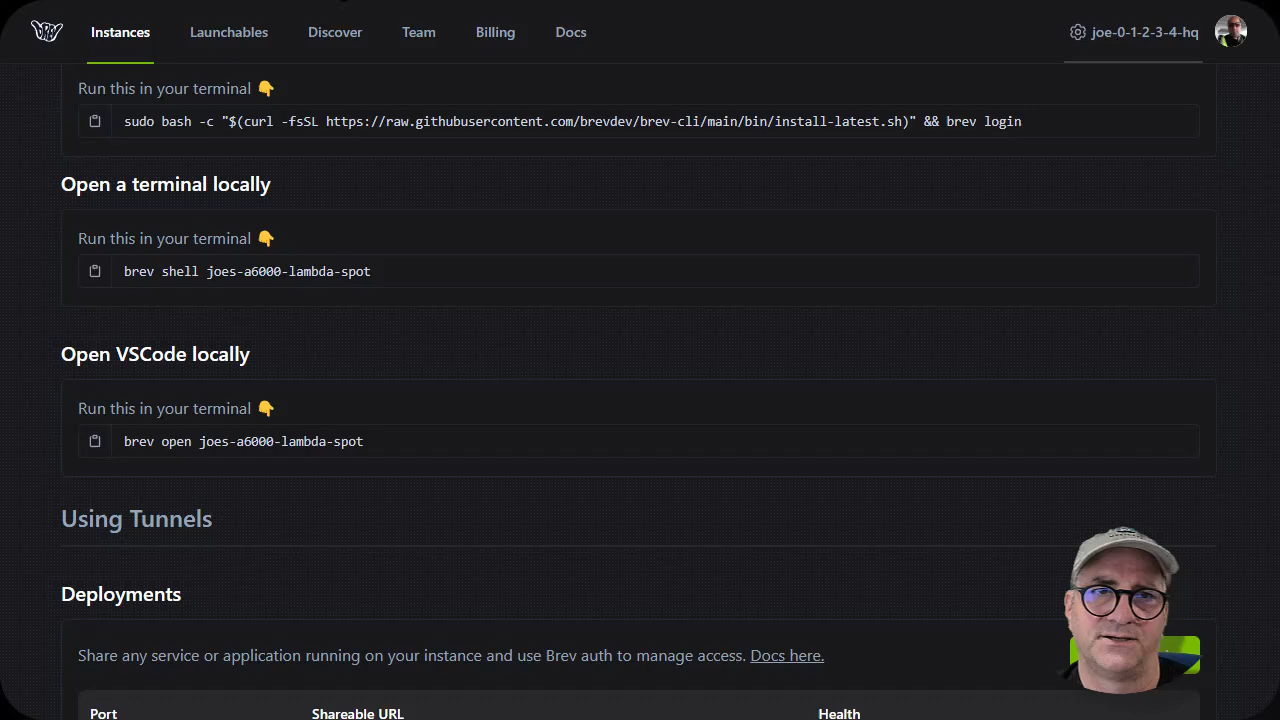 BREV
Instances Launchables Discover Team Billing Docs joe-0-1-2-3-4-hq
Run this in your terminal 👇
sudo bash -c "$(curl -fsSL https://raw.githubusercontent.com/brevdev/brev-cli/main/bin/install-latest.sh)" && brev login
Open a terminal locally
Run this in your terminal 👇
brev shell joes-a6000-lambda-spot
Open VSCode locally
Run this in your terminal 👇
brev open joes-a6000-lambda-spot
Using Tunnels
Deployments
Share any service or application running on your instance and use Brev auth to manage access. Docs here.
Port Shareable URL Health